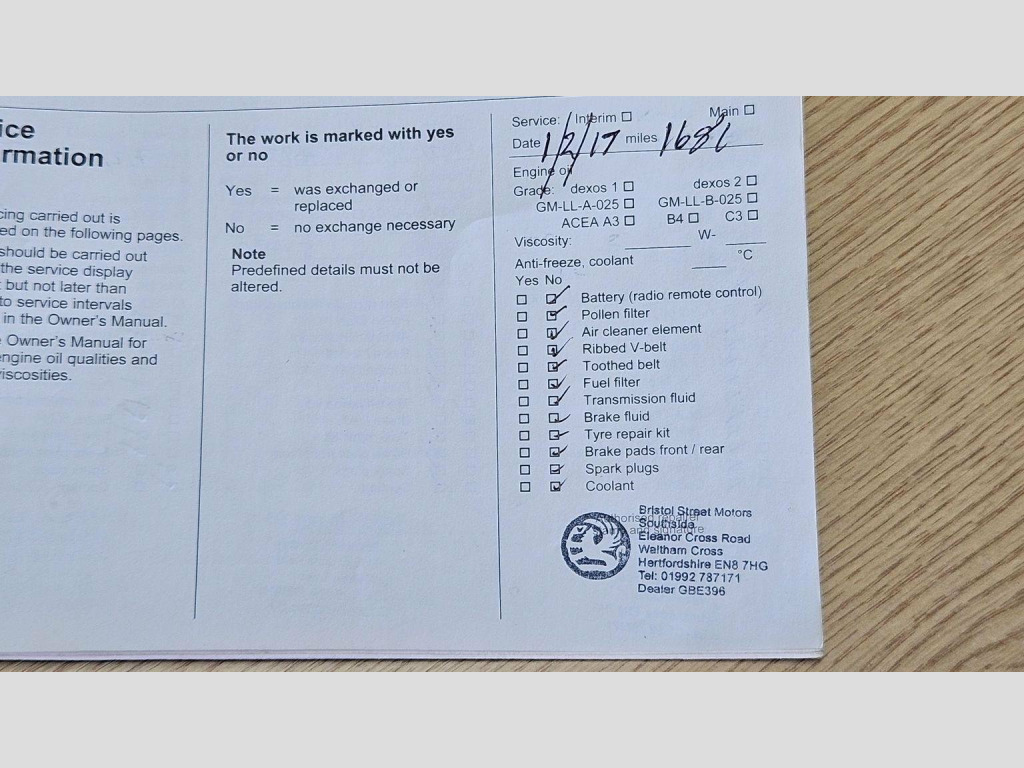 ice
rmation
cing carried out is
ed on the following pages.
should be carried out
the service display
but not later than
to service intervals
in the Owner's Manual.
Owner's Manual for
engine oil qualities and
viscosities.
The work is marked with yes
or no
Yes = was exchanged or
replaced
No = no exchange necessary
Note
Predefined details must not be
altered.
Service: Interim ☐ Main ☐
Date 1/2/17 miles
Engine oil
Grade: dexos 1 ☐ dexos 2 ☐
GM-LL-A-025 ☐ GM-LL-B-025 ☐
ACEA A3 ☐ B4 ☐ C3 ☐
Viscosity: ______ W- ______
Anti-freeze, coolant ______ °C
Yes No
Battery (radio remote control)
Pollen filter
Air cleaner element
Ribbed V-belt
Toothed belt
Fuel filter
Transmission fluid
Brake fluid
Tyre repair kit
Brake pads front / rear
Spark plugs
Coolant
Bristol Street Motors
Southside
Eleanor Cross Road
Waltham Cross
Hertfordshire EN8 7HG
Tel: 01992 787171
Dealer GBE396